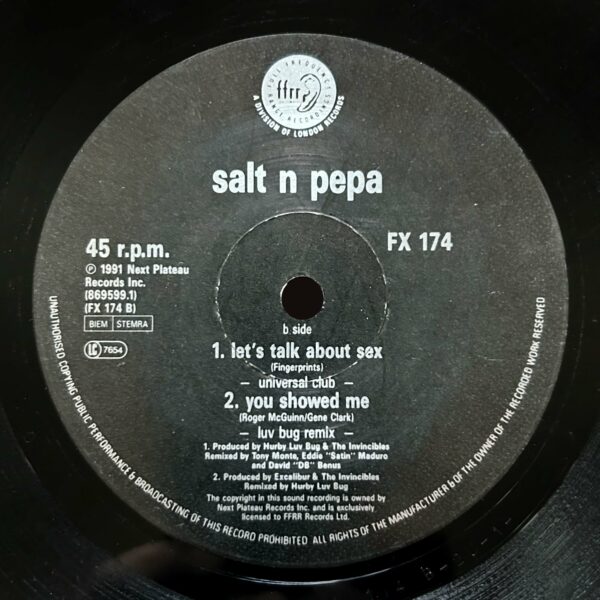 FULL FREQUENCY
RANGE RECORDINGS
ffrr
A DIVISION OF LONDON RECORDS
salt n pepa
45 r.p.m.
FX 174
℗ 1991 Next Plateau
Records Inc.
(869599.1)
(FX 174 B)
BIEM STEMRA
LC 7654
b side
1. let's talk about sex
(Fingerprints)
– universal club –
2. you showed me
(Roger McGuinn/Gene Clark)
– luv bug remix –
1. Produced by Hurby Luv Bug & The Invincibles
Remixed by Tony Monte, Eddie "Satin" Maduro
and David "DB" Benus
2. Produced by Excalibur & The Invincibles
Remixed by Hurby Luv Bug
The copyright in this sound recording is owned by
Next Plateau Records Inc. and is exclusively
licensed to FFRR Records Ltd.
UNAUTHORISED COPYING PUBLIC PERFORMANCE & BROADCASTING OF THIS RECORD PROHIBITED ALL RIGHTS OF THE MANUFACTURER & OF THE OWNER OF THE RECORDED WORK RESERVED